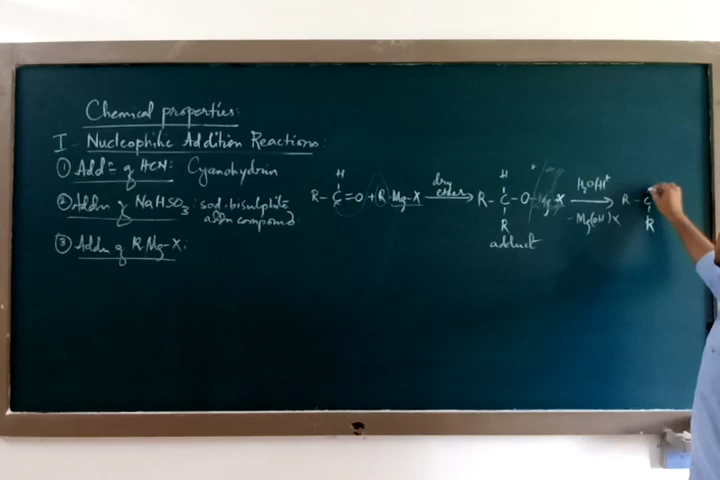 Chemical properties:
I - Nucleophilic Addition Reactions:
① Addn of HCN: Cyanohydrin
② Addn of NaHSO3: sod. bisulphite
addn compound
③ Addn of R-Mg-X:
H
R - C = O + R - Mg - X
dry
ether
H
R - C - O - Mg - X
R
adduct
H2O/H+
- Mg(OH)X
R - C
R